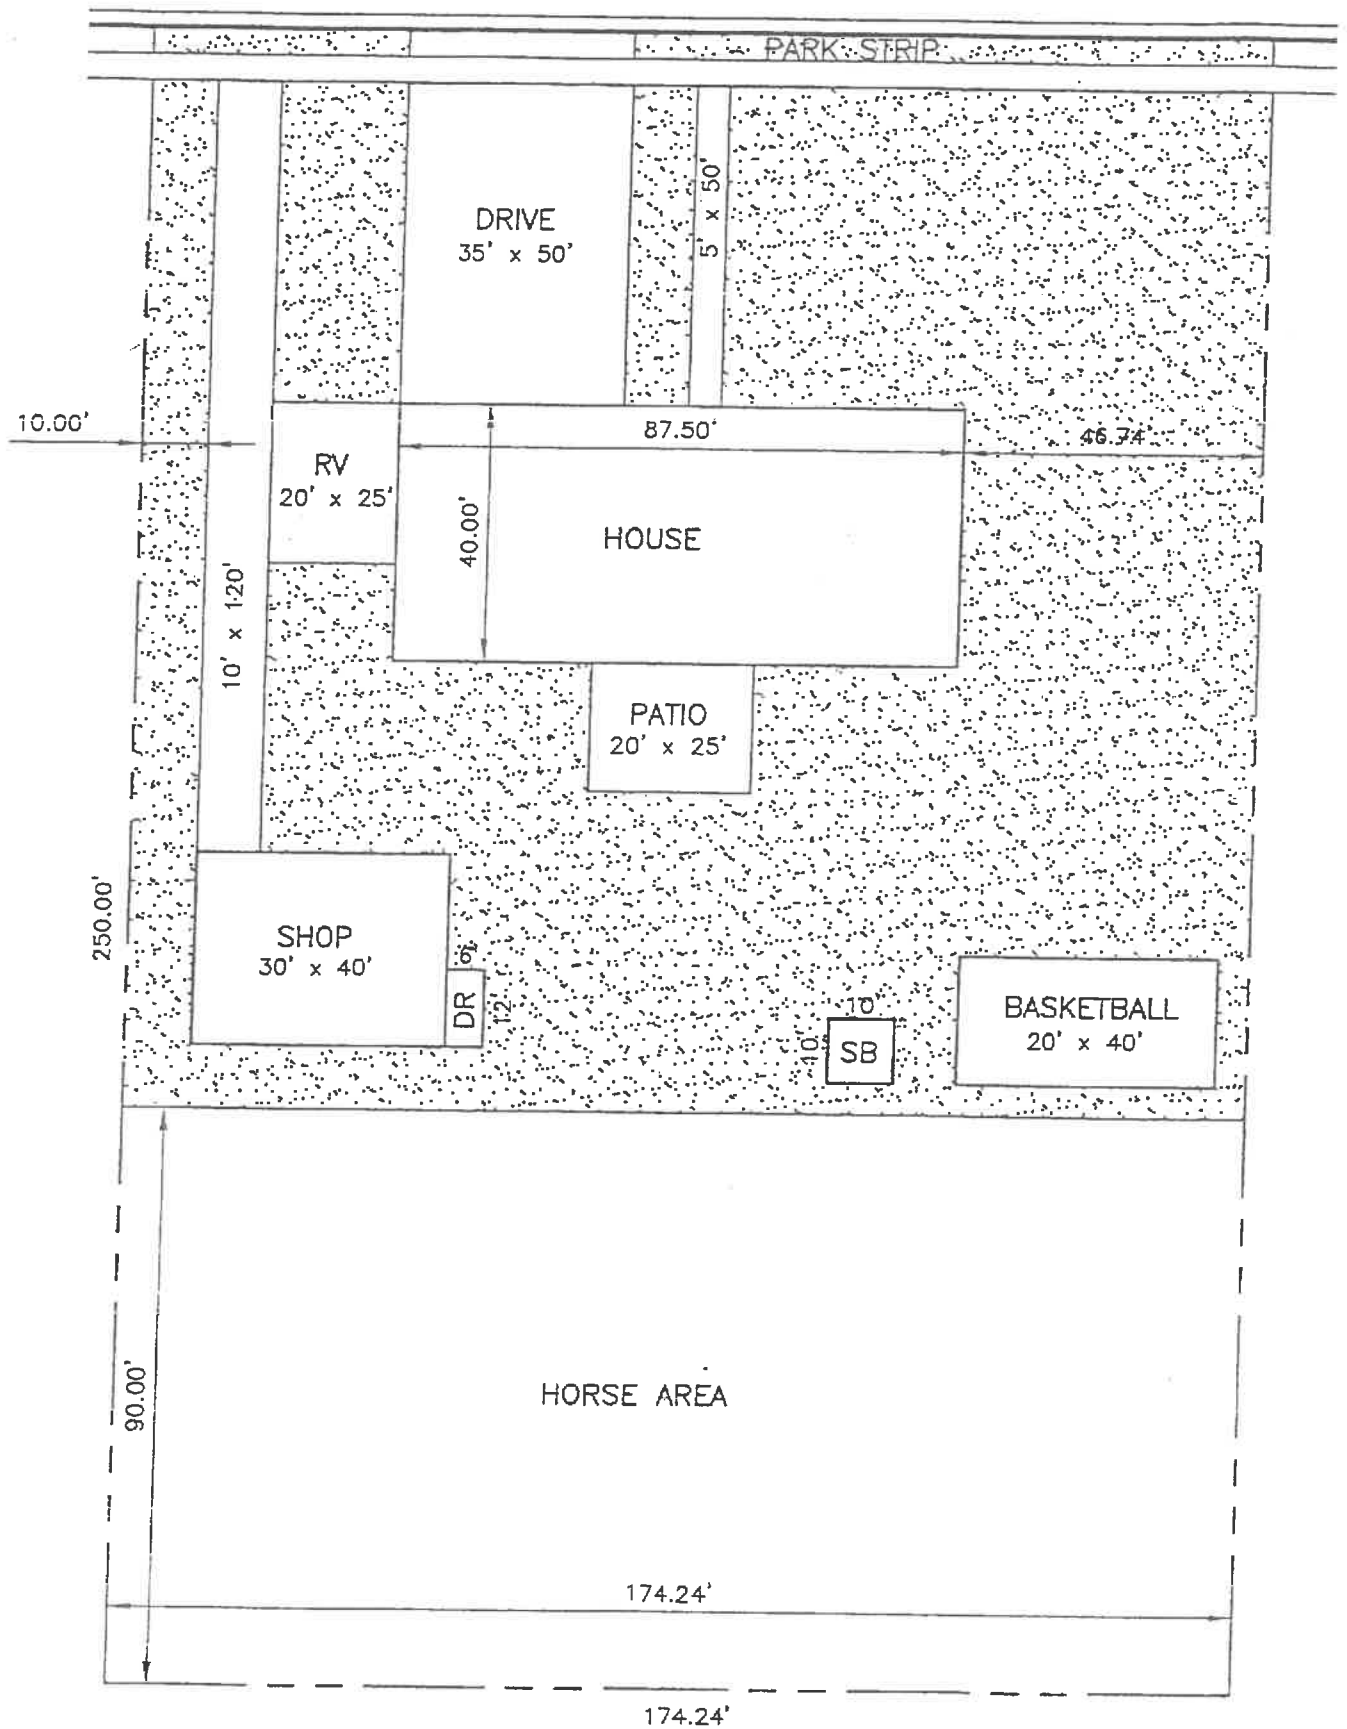 PARK STRIP
DRIVE
35' x 50'
5' x 50'
10.00'
87.50'
46.74'
RV
20' x 25'
40.00'
HOUSE
10' x 120'
PATIO
20' x 25'
250.00'
SHOP
30' x 40'
6'
DR
12'
10'
10'
SB
BASKETBALL
20' x 40'
90.00'
HORSE AREA
174.24'
174.24'